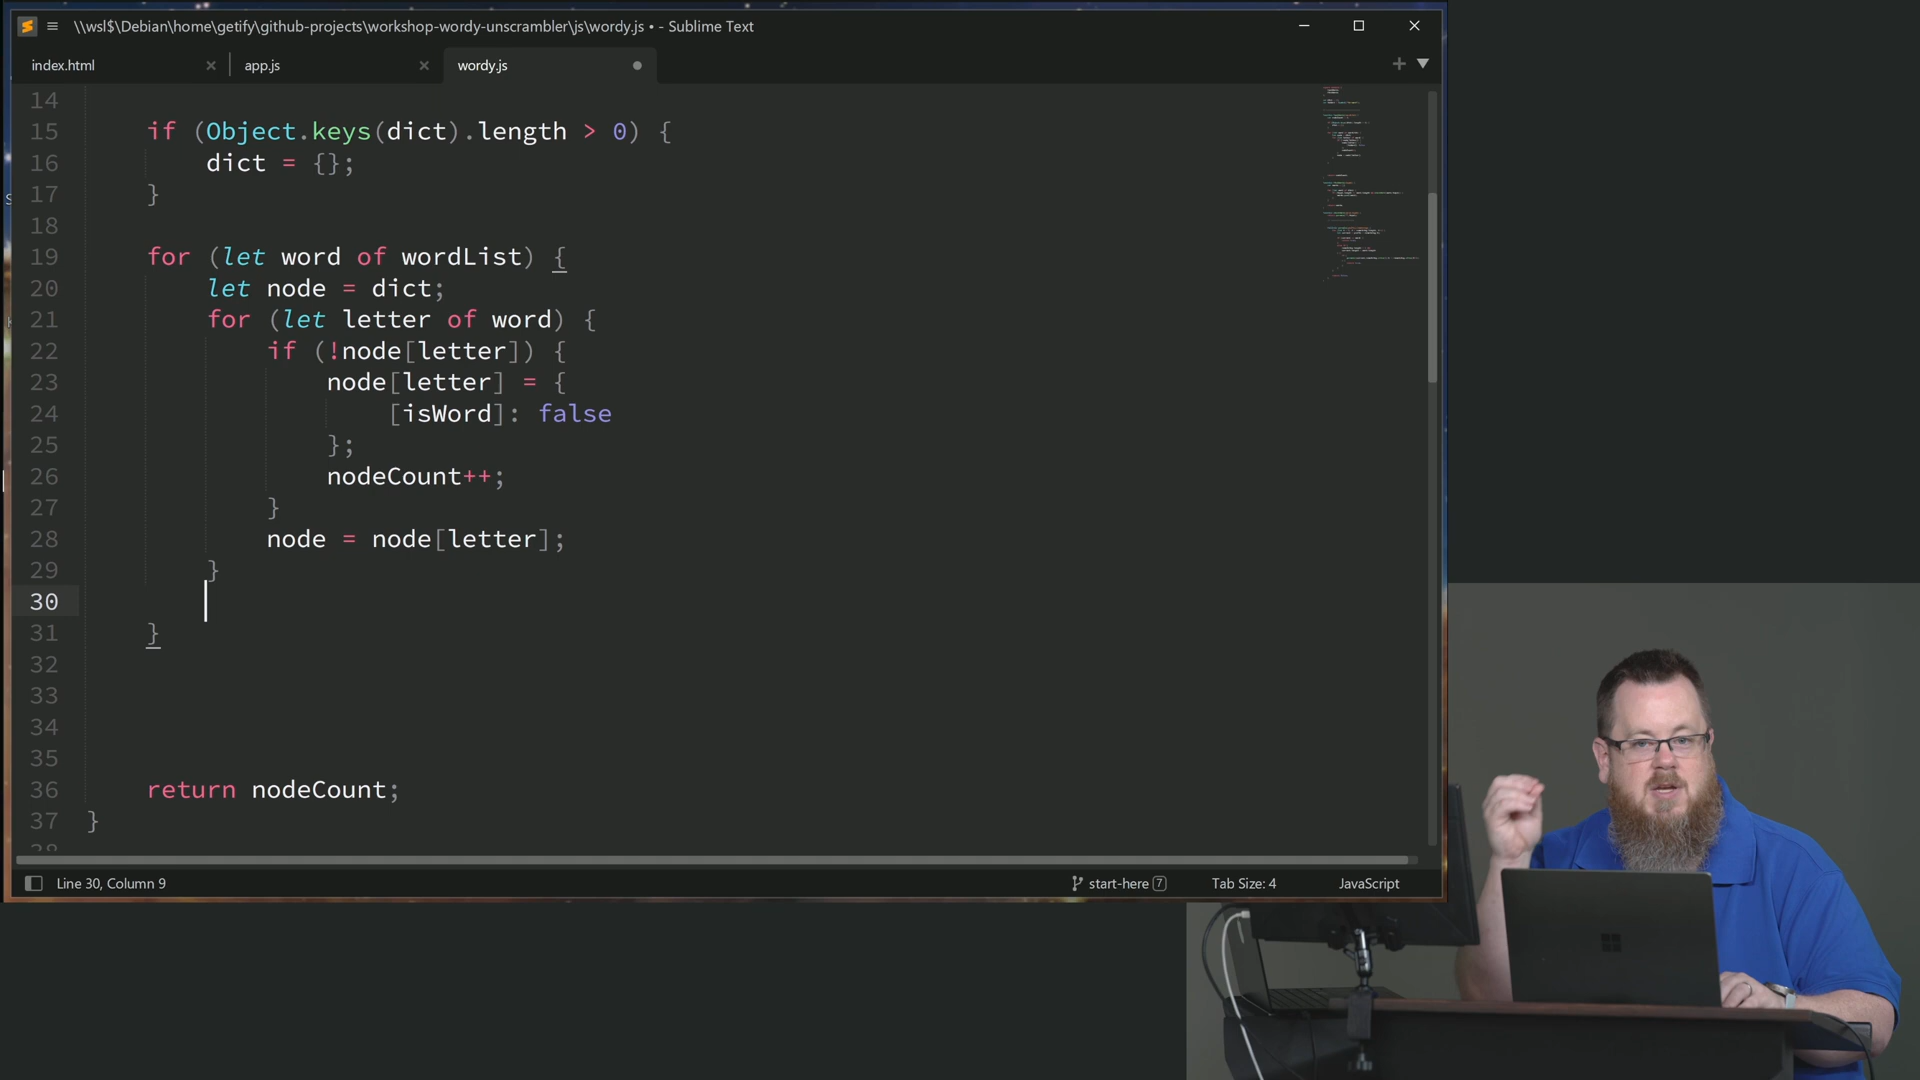 \\wsl$\Debian\home\getify\github-projects\workshop-wordy-unscrambler\js\wordy.js • - Sublime Text
index.html
app.js
wordy.js
14
15 if (Object.keys(dict).length > 0) {
16 dict = {};
17 }
18
19 for (let word of wordList) {
20 let node = dict;
21 for (let letter of word) {
22 if (!node[letter]) {
23 node[letter] = {
24 [isWord]: false
25 };
26 nodeCount++;
27 }
28 node = node[letter];
29 }
30
31 }
32
33
34
35
36 return nodeCount;
37 }
38
Line 30, Column 9
start-here 7
Tab Size: 4
JavaScript